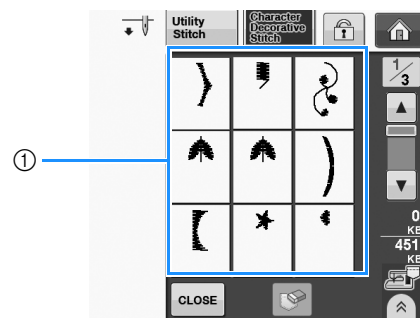 Utility
Stitch
Character
Decorative
Stitch
1/3
①
0
KB
451
KB
CLOSE